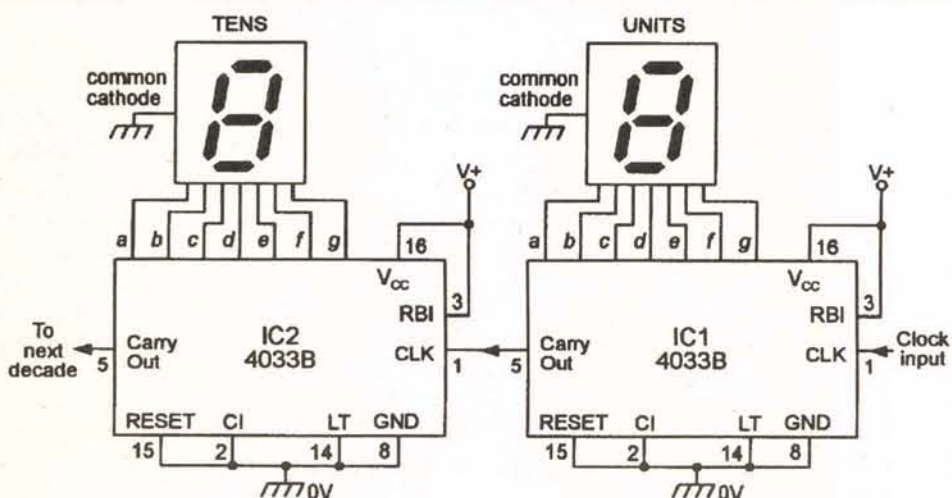 TENS
UNITS
common
cathode
common
cathode
V+
V+
a b c d e f g
16
a b c d e f g
16
VCC
3
RBI
VCC
3
RBI
To
next
decade
5
Carry
Out
IC2
4033B
CLK
1
5
Carry
Out
IC1
4033B
CLK
1
Clock
input
RESET CI LT GND
15 2 14 8
0V
RESET CI LT GND
15 2 14 8
0V